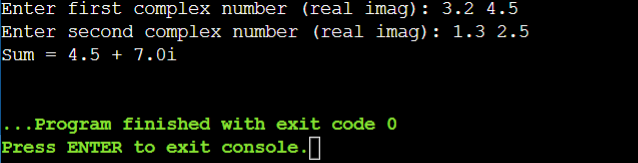 Enter first complex number (real imag): 3.2 4.5
Enter second complex number (real imag): 1.3 2.5
Sum = 4.5 + 7.0i
...Program finished with exit code 0
Press ENTER to exit console.